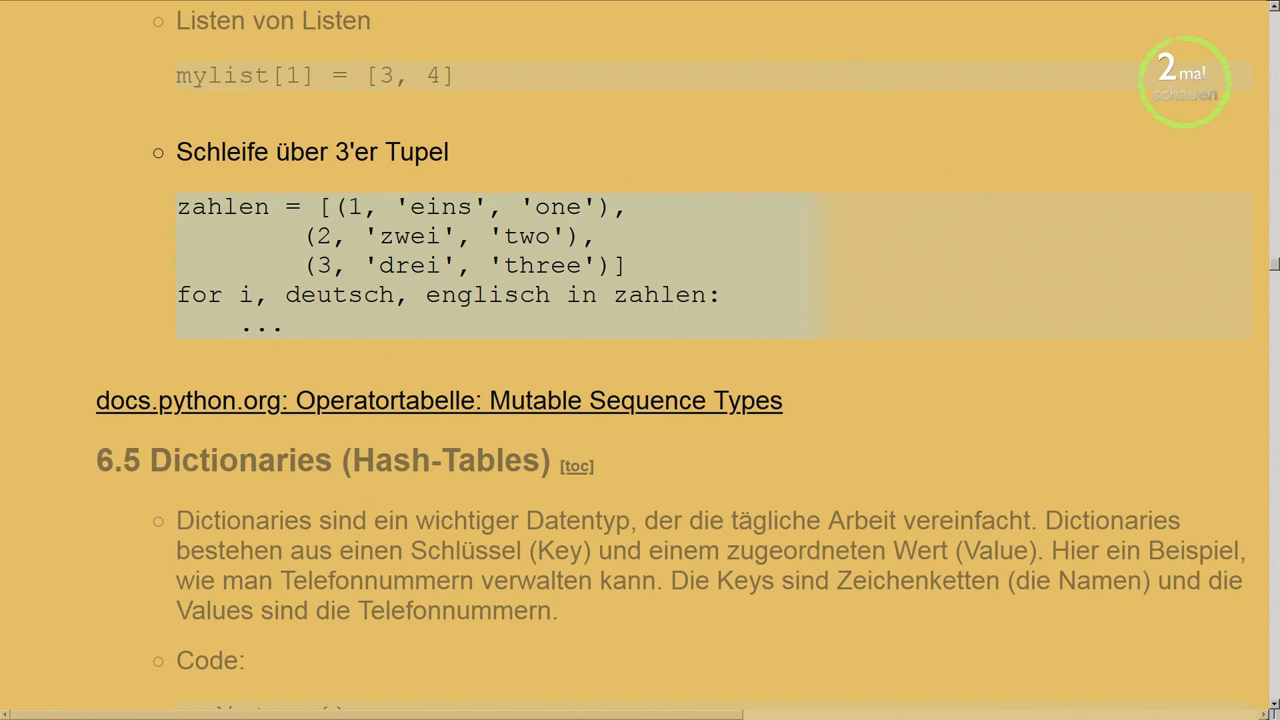 Listen von Listen
mylist[1] = [3, 4]
2mal
schauen
Schleife über 3'er Tupel
zahlen = [(1, 'eins', 'one'),
(2, 'zwei', 'two'),
(3, 'drei', 'three')]
for i, deutsch, englisch in zahlen:
...
docs.python.org: Operatortabelle: Mutable Sequence Types
6.5 Dictionaries (Hash-Tables) [toc]
Dictionaries sind ein wichtiger Datentyp, der die tägliche Arbeit vereinfacht. Dictionaries
bestehen aus einen Schlüssel (Key) und einem zugeordneten Wert (Value). Hier ein Beispiel,
wie man Telefonnummern verwalten kann. Die Keys sind Zeichenketten (die Namen) und die
Values sind die Telefonnummern.
Code: